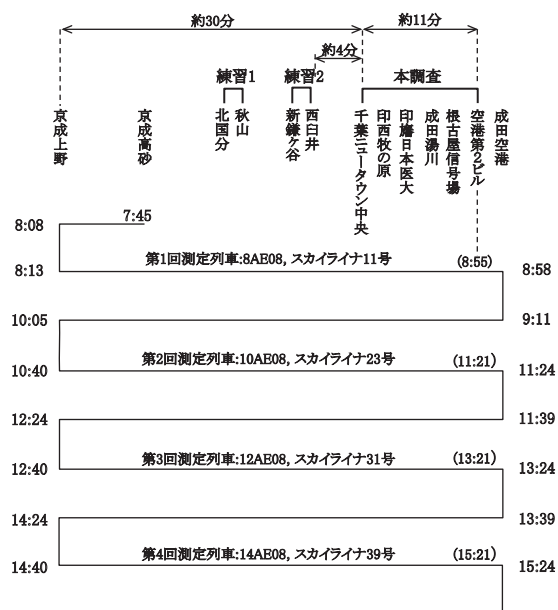 約30分
約11分
約4分
練習1
練習2
本調査
京成上野
京成高砂
北国分
秋山
新鎌ヶ谷
西白井
千葉ニュータウン中央
印西牧の原
印旛日本医大
成田湯川
根古屋信号場
空港第2ビル
成田空港
7:45
8:08
8:13
第1回測定列車:8AE08, スカイライナ11号
(8:55)
8:58
10:05
9:11
10:40
第2回測定列車:10AE08, スカイライナ23号
(11:21)
11:24
12:24
11:39
12:40
第3回測定列車:12AE08, スカイライナ31号
(13:21)
13:24
14:24
13:39
14:40
第4回測定列車:14AE08, スカイライナ39号
(15:21)
15:24